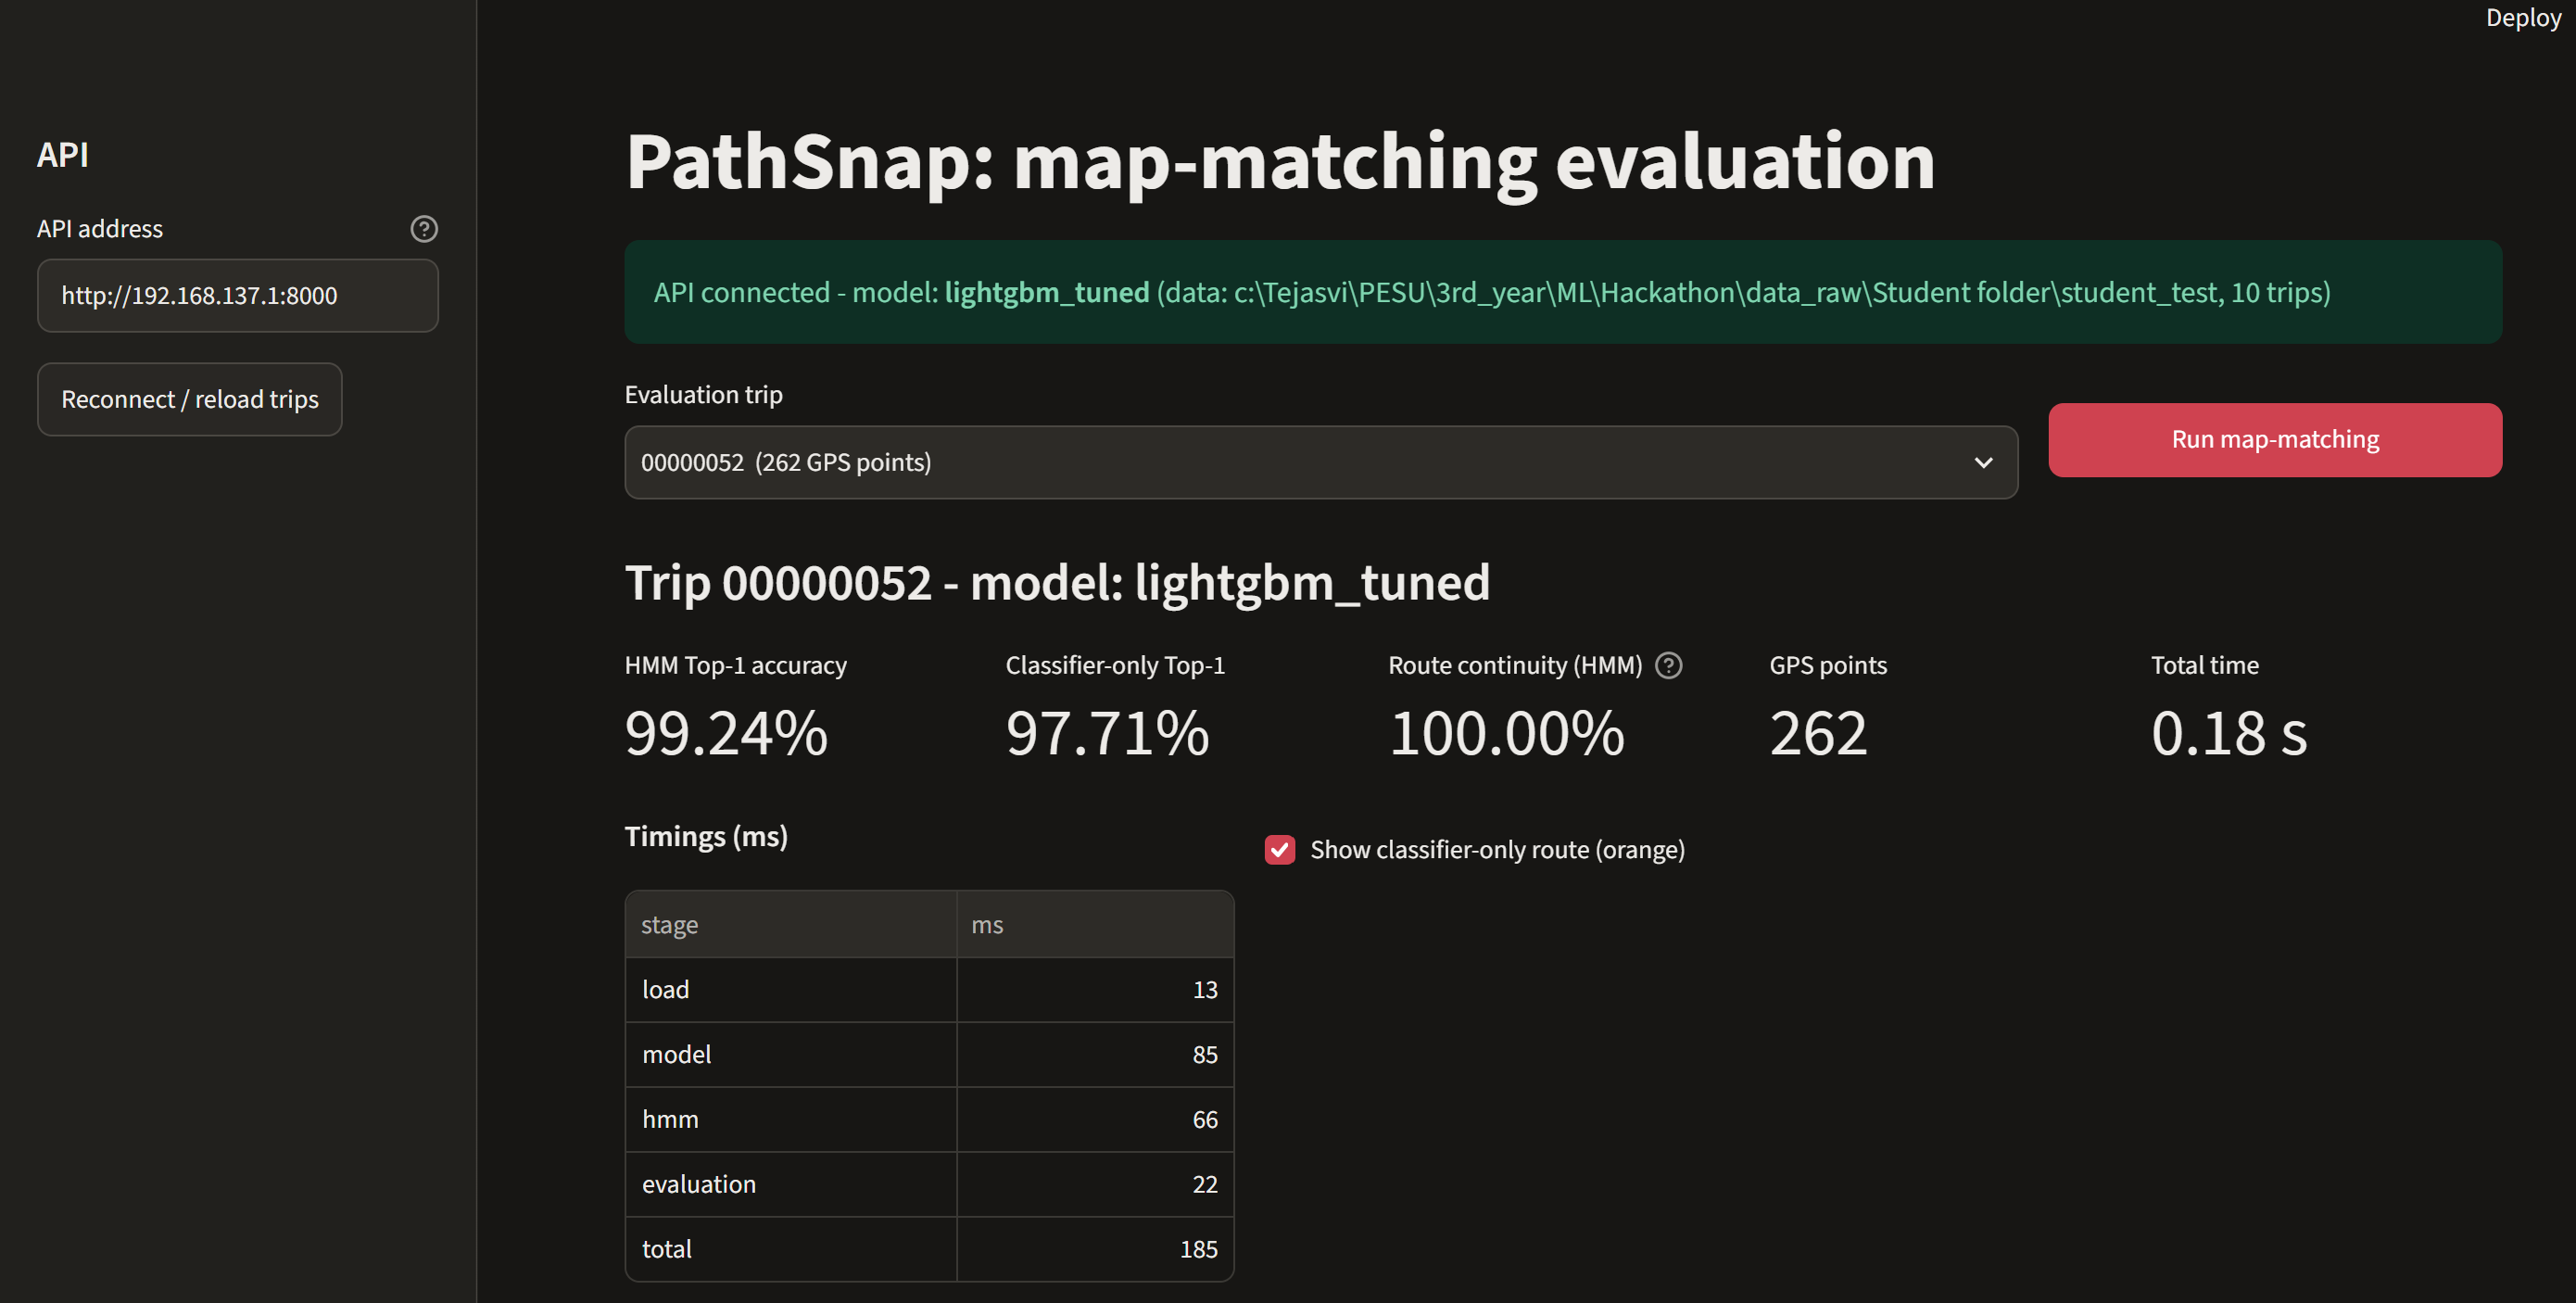 Deploy
API
API address
http://192.168.137.1:8000
Reconnect / reload trips
PathSnap: map-matching evaluation
API connected - model: lightgbm_tuned (data: c:\Tejasvi\PESU\3rd_year\ML\Hackathon\data_raw\Student folder\student_test, 10 trips)
Evaluation trip
00000052 (262 GPS points)
Run map-matching
Trip 00000052 - model: lightgbm_tuned
HMM Top-1 accuracy
99.24%
Classifier-only Top-1
97.71%
Route continuity (HMM)
100.00%
GPS points
262
Total time
0.18 s
Timings (ms)
Show classifier-only route (orange)
stage ms
load 13
model 85
hmm 66
evaluation 22
total 185